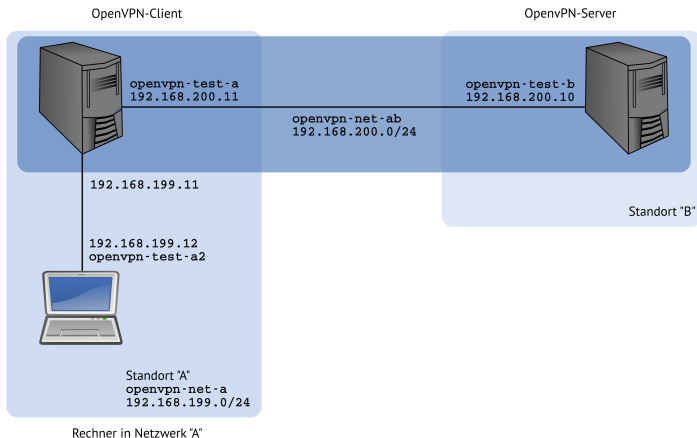 OpenVPN-Client
OpenvPN-Server
openvpn-test-a
192.168.200.11
openvpn-test-b
192.168.200.10
openvpn-net-ab
192.168.200.0/24
192.168.199.11
Standort "B"
192.168.199.12
openvpn-test-a2
Standort "A"
openvpn-net-a
192.168.199.0/24
Rechner in Netzwerk "A"